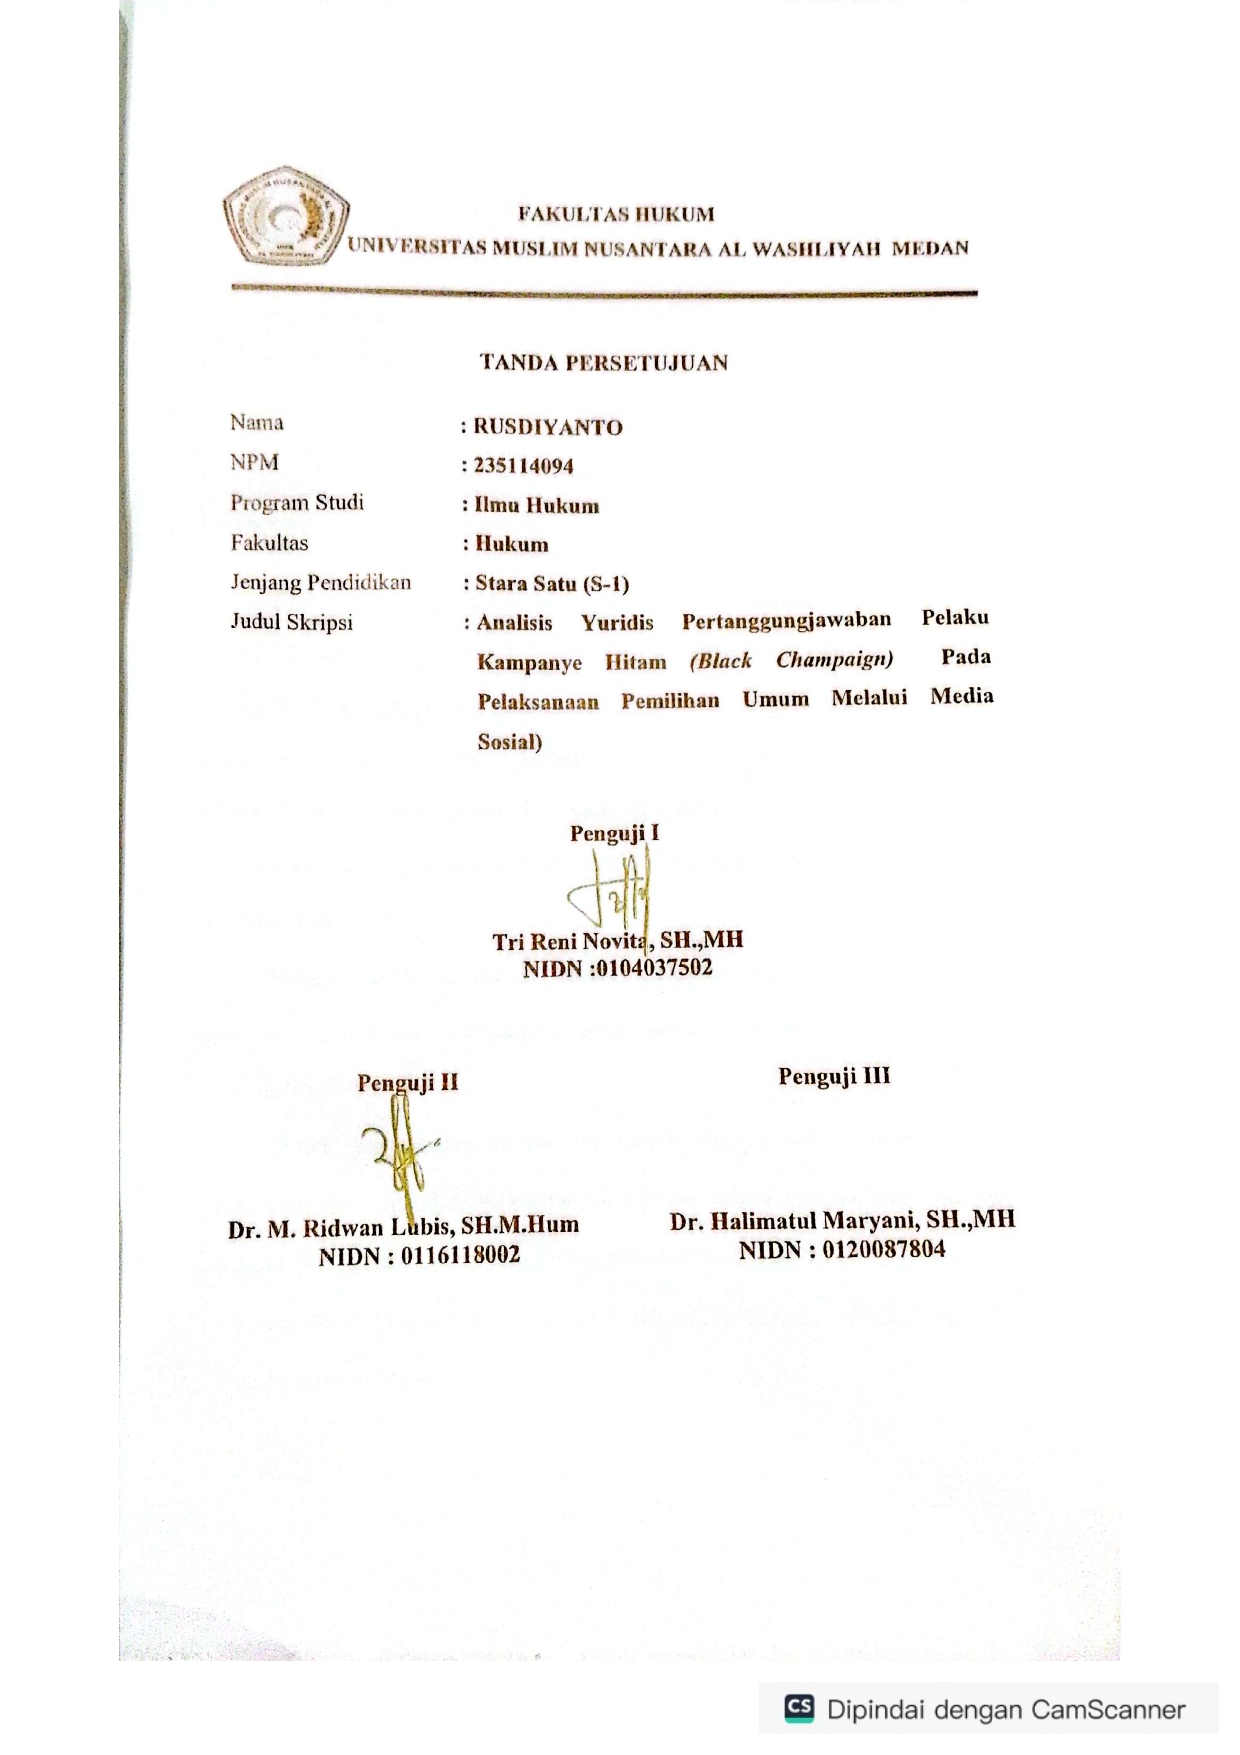 FAKULTAS HUKUM
UNIVERSITAS MUSLIM NUSANTARA AL WASHLIYAH MEDAN
TANDA PERSETUJUAN
Nama : RUSDIYANTO
NPM : 235114094
Program Studi : Ilmu Hukum
Fakultas : Hukum
Jenjang Pendidikan : Stara Satu (S-1)
Judul Skripsi : Analisis Yuridis Pertanggungjawaban Pelaku
Kampanye Hitam (Black Champaign) Pada
Pelaksanaan Pemilihan Umum Melalui Media
Sosial)
Penguji I
Tri Reni Novita, SH.,MH
NIDN :0104037502
Penguji II
Dr. M. Ridwan Lubis, SH.M.Hum
NIDN : 0116118002
Penguji III
Dr. Halimatul Maryani, SH.,MH
NIDN : 0120087804
CS Dipindai dengan CamScanner